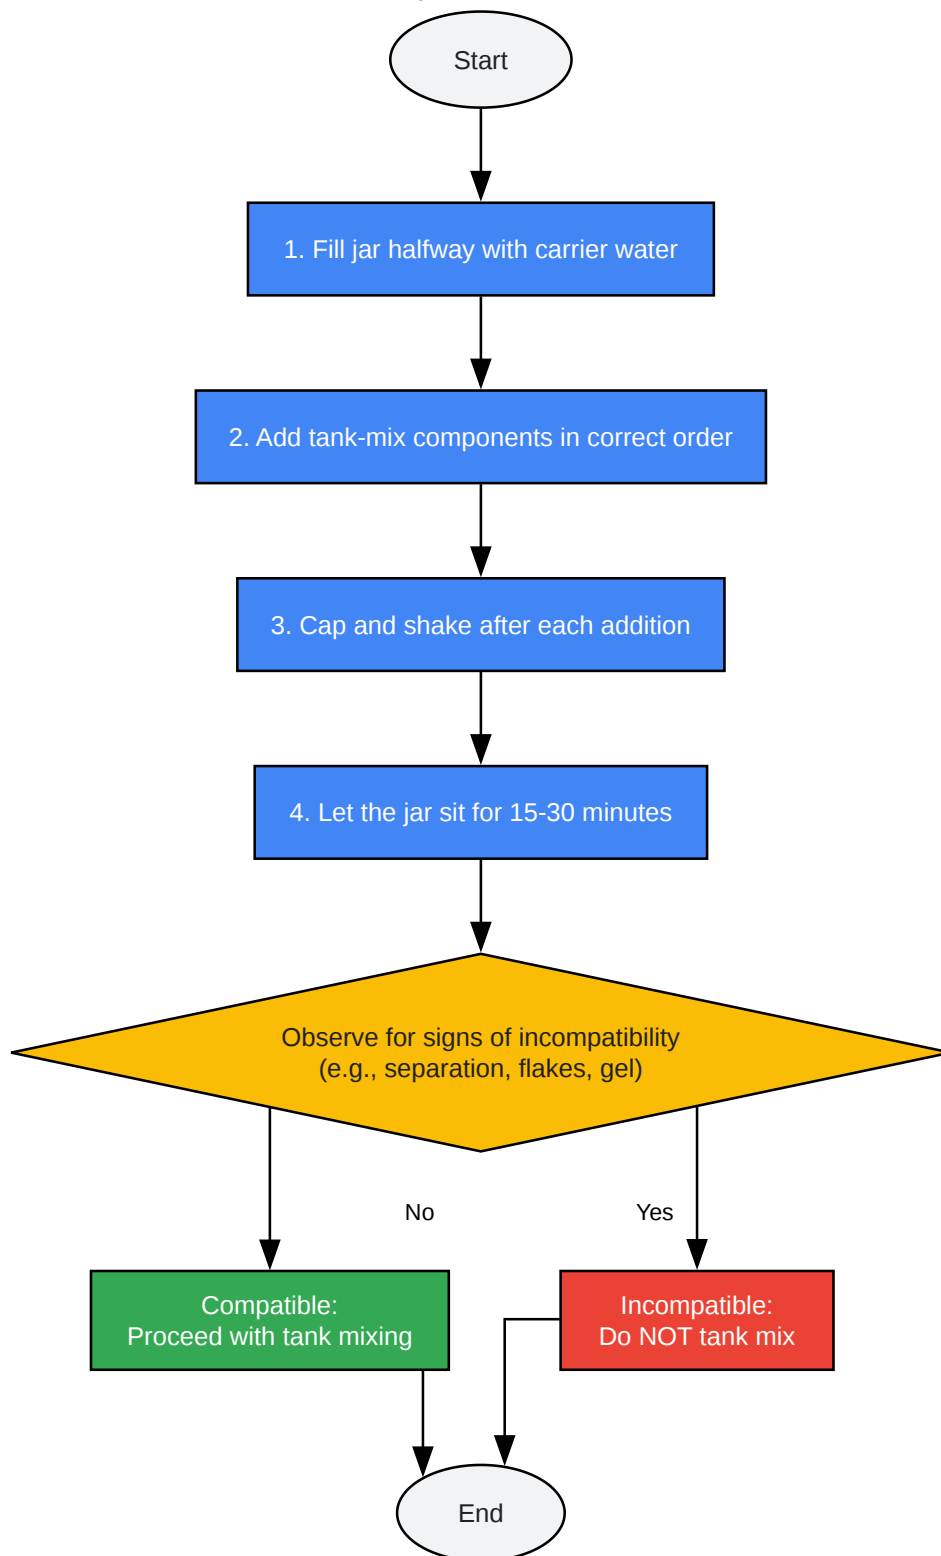 Start
1. Fill jar halfway with carrier water
2. Add tank-mix components in correct order
3. Cap and shake after each addition
4. Let the jar sit for 15-30 minutes
Observe for signs of incompatibility
(e.g., separation, flakes, gel)
No
Yes
Compatible:
Proceed with tank mixing
Incompatible:
Do NOT tank mix
End